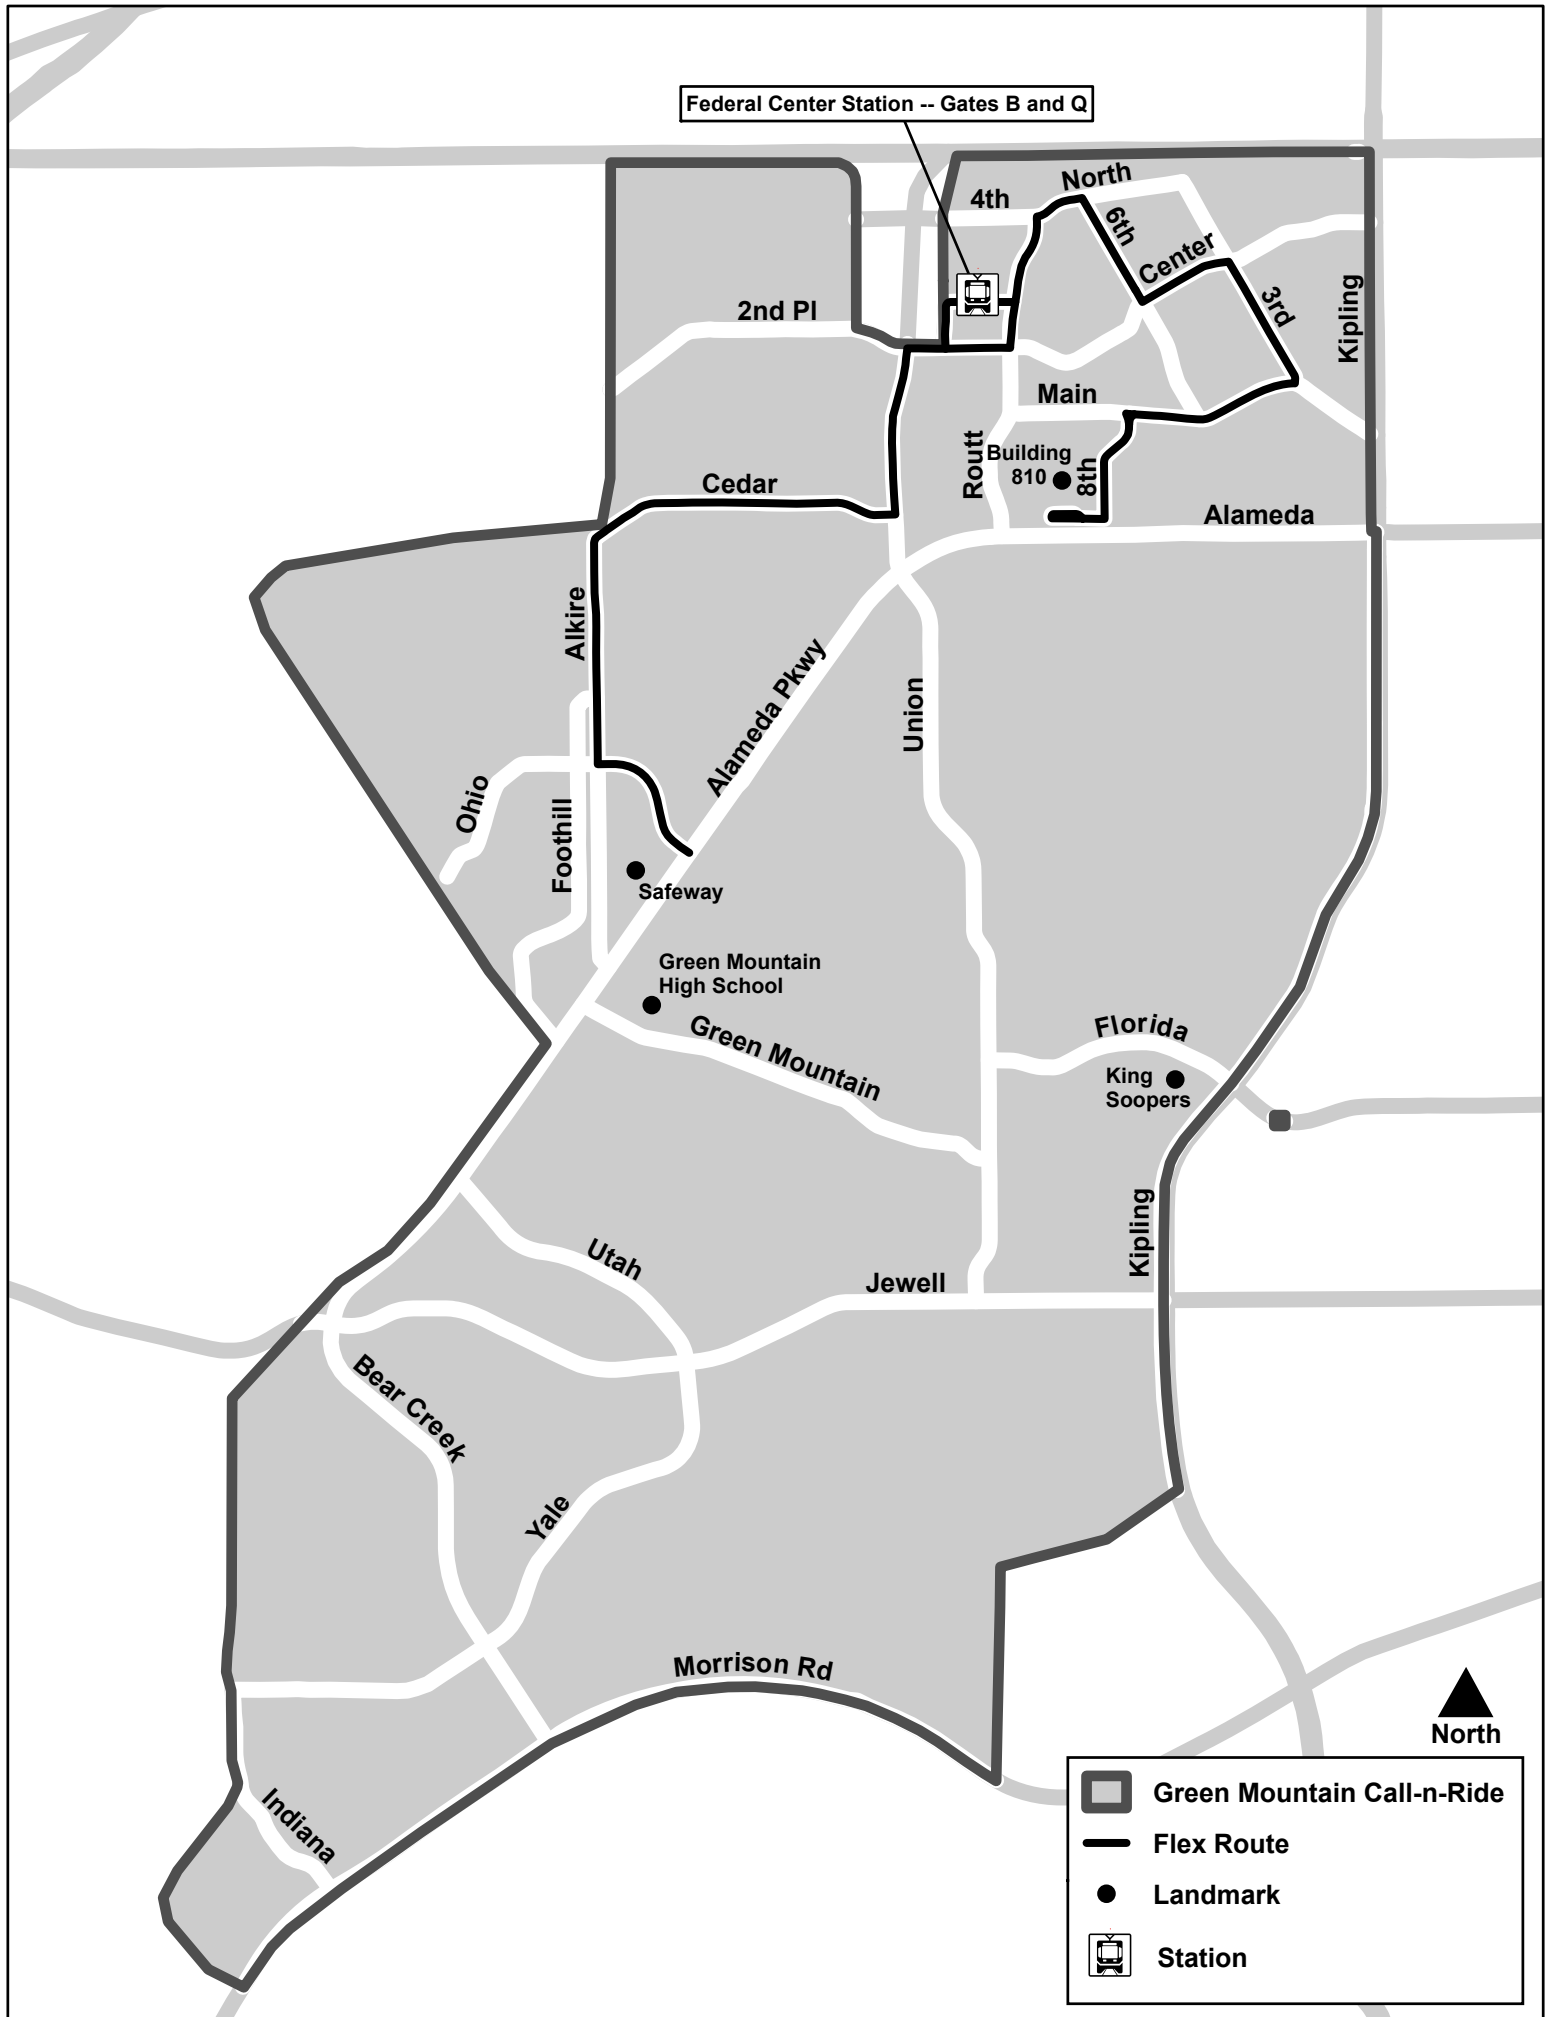 Federal Center Station -- Gates B and Q
North
4th
6th
Center
3rd
Kipling
2nd Pl
Main
Routt
Building
810
8th
Cedar
Alameda
Alkire
Alameda Pkwy
Union
Ohio
Foothill
Safeway
Green Mountain
High School
Green Mountain
Florida
King
Soopers
Kipling
Utah
Jewell
Bear Creek
Yale
Morrison Rd
Indiana
North
Green Mountain Call-n-Ride
Flex Route
Landmark
Station